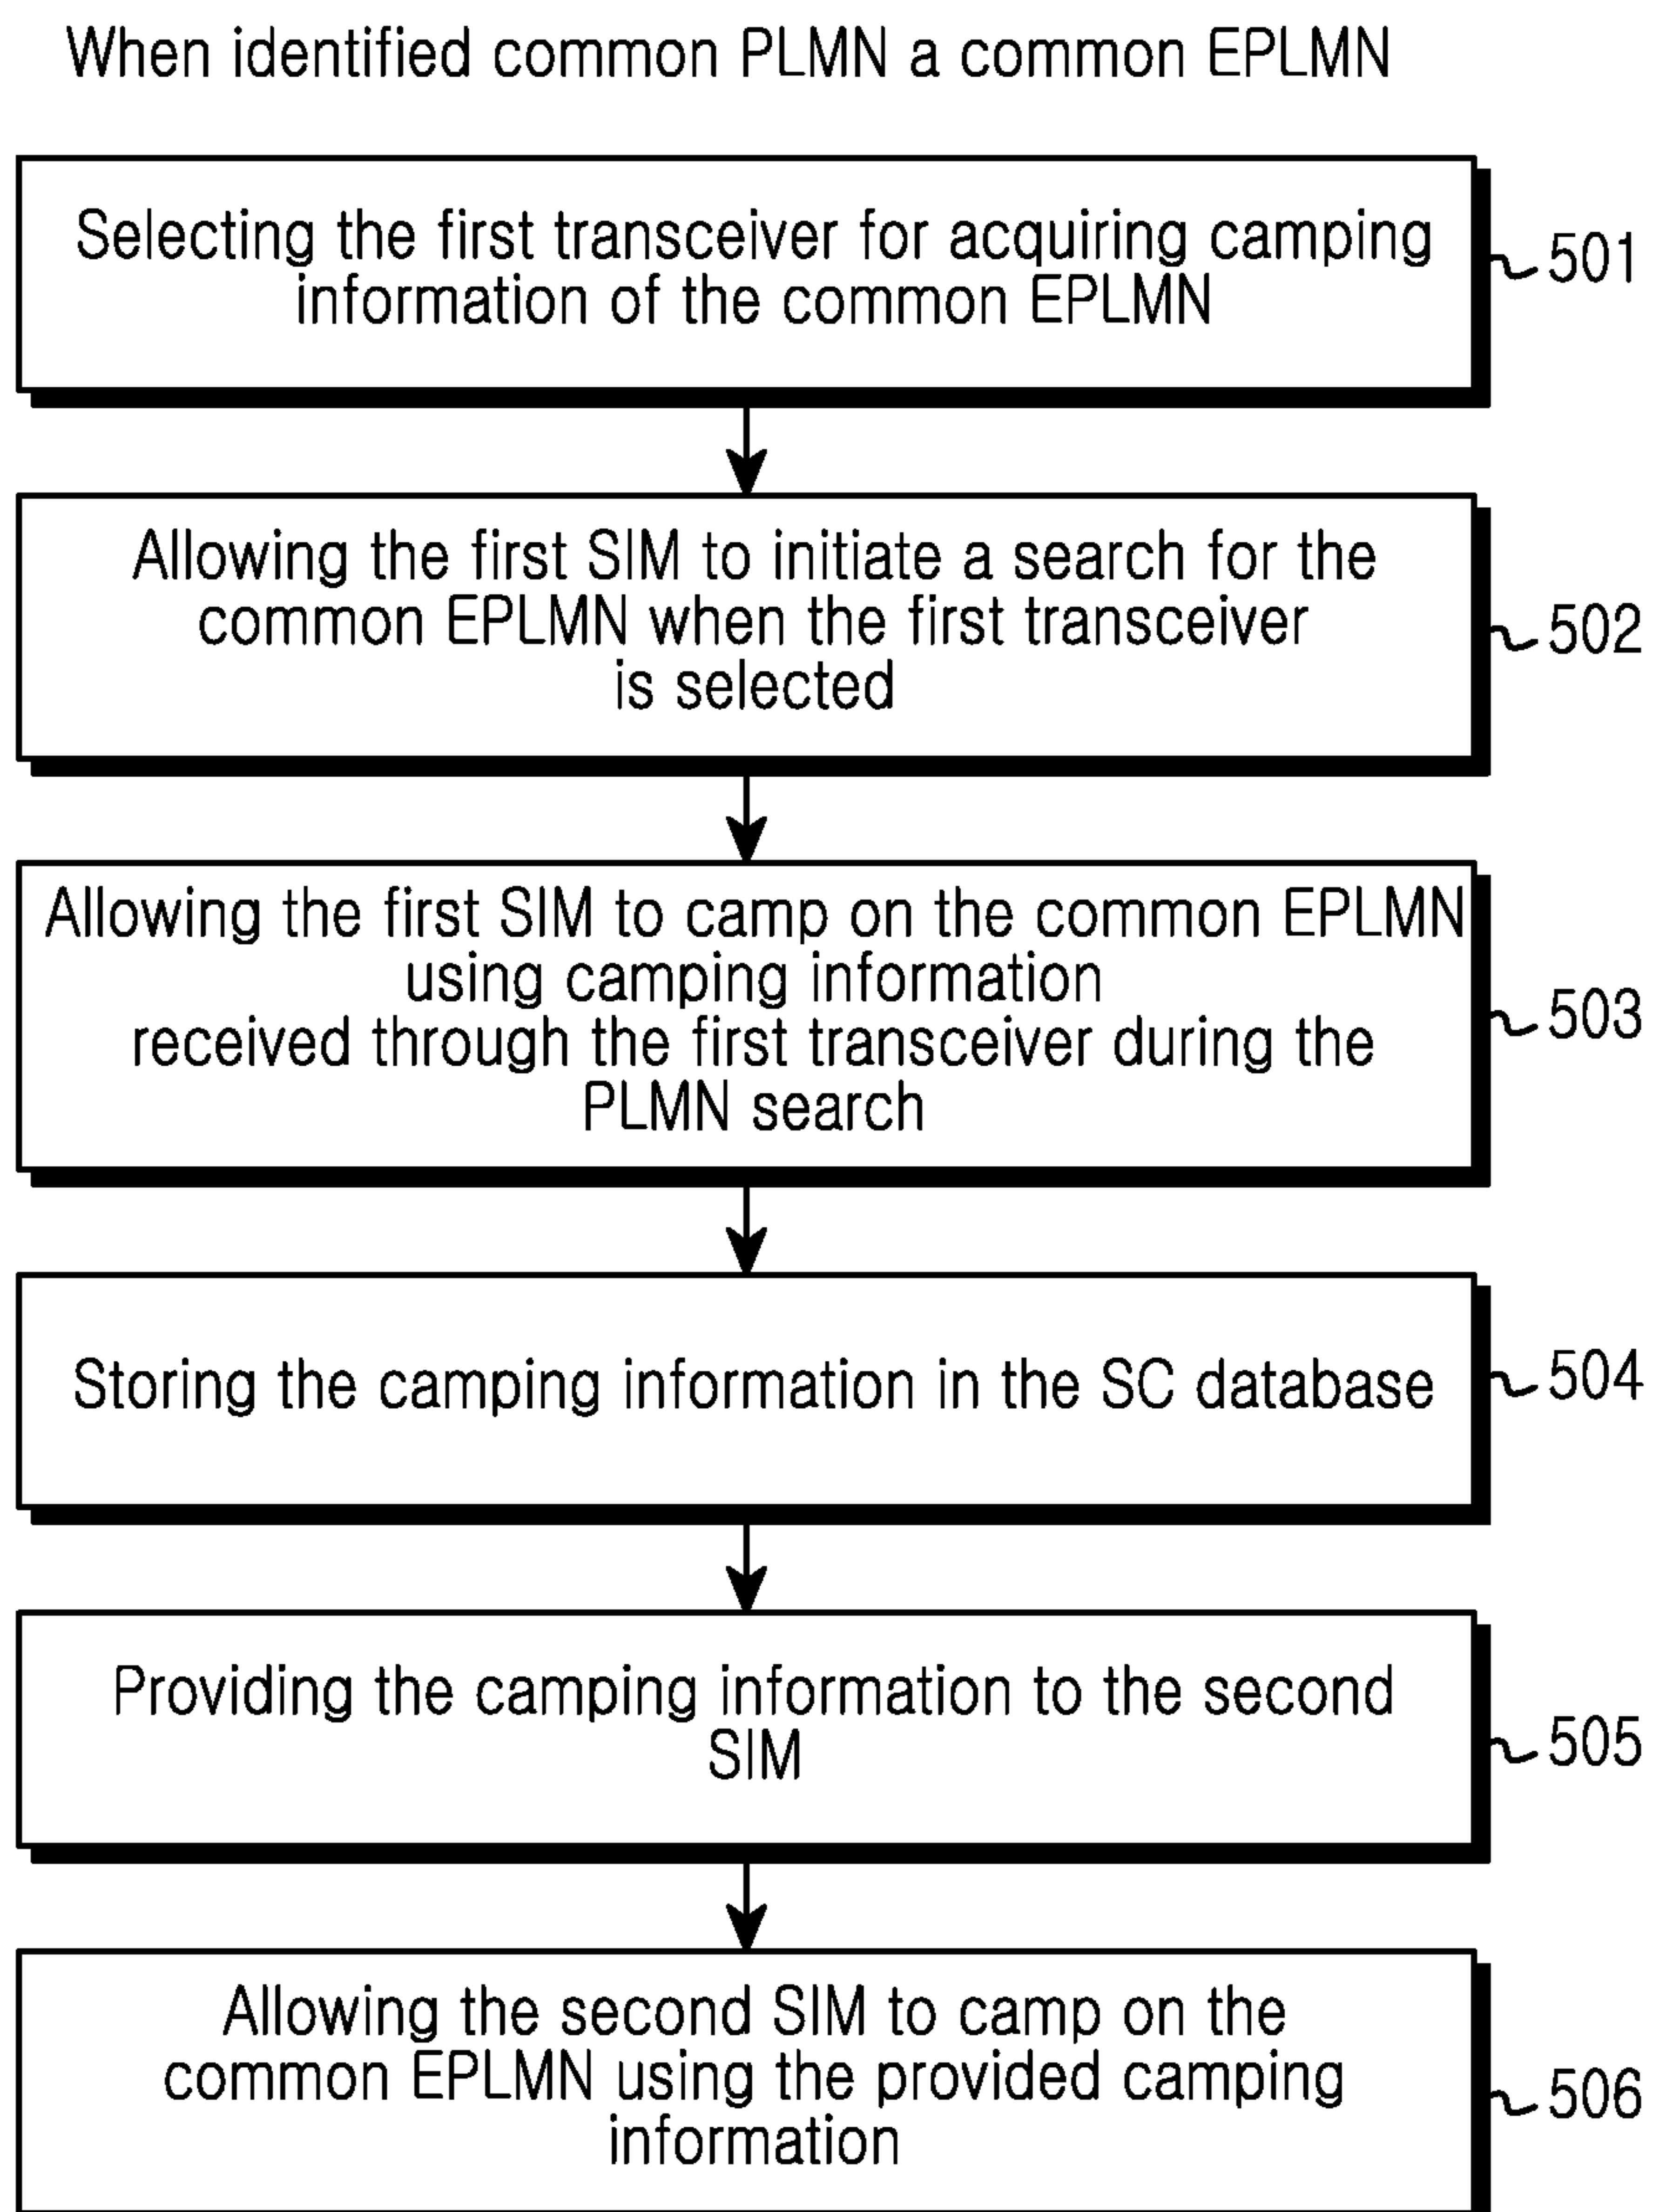 When identified common PLMN a common EPLMN
Selecting the first transceiver for acquiring camping
information of the common EPLMN
501
Allowing the first SIM to initiate a search for the
common EPLMN when the first transceiver
is selected
502
Allowing the first SIM to camp on the common EPLMN
using camping information
received through the first transceiver during the
PLMN search
503
Storing the camping information in the SC database
504
Providing the camping information to the second
SIM
505
Allowing the second SIM to camp on the
common EPLMN using the provided camping
information
506